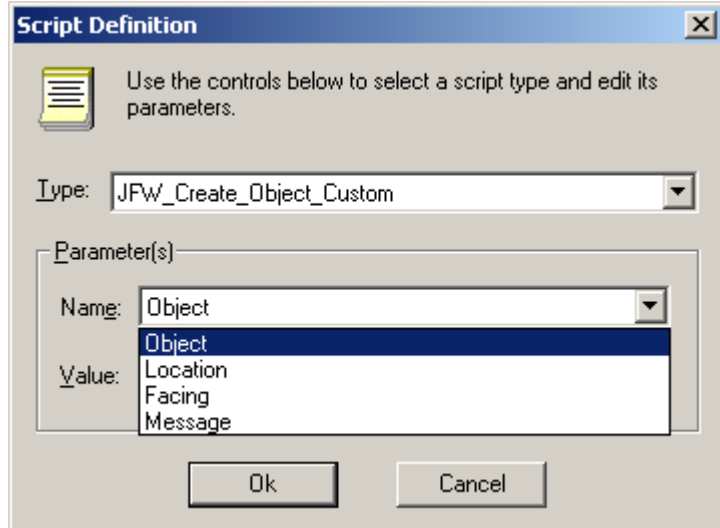 Script Definition
Use the controls below to select a script type and edit its
parameters.
Type: JFW_Create_Object_Custom
Parameter(s)
Name: Object
Object
Location
Value:
Facing
Message
Ok Cancel